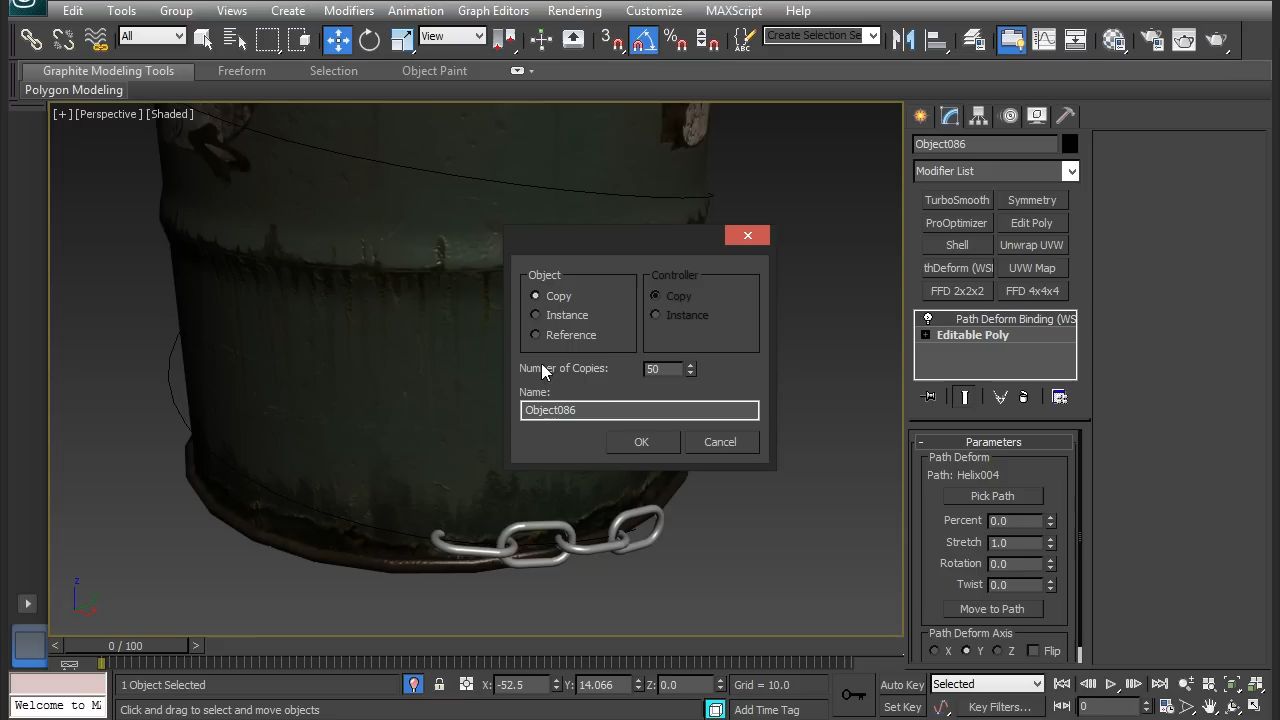 Edit Tools Group Views Create Modifiers Animation Graph Editors Rendering Customize MAXScript Help
All View 3 Create Selection Se
Graphite Modeling Tools Freeform Selection Object Paint
Polygon Modeling
[+] [Perspective] [Shaded]
Object086
Modifier List
TurboSmooth Symmetry
ProOptimizer Edit Poly
Shell Unwrap UVW
thDeform (WSI UVW Map
FFD 2x2x2 FFD 4x4x4
Path Deform Binding (WS
Editable Poly
Object Controller
Copy Copy
Instance Instance
Reference
Number of Copies: 50
Name:
Object086
OK Cancel
- Parameters
Path Deform
Path: Helix004
Pick Path
Percent 0.0
Stretch 1.0
Rotation 0.0
Twist 0.0
Move to Path
Path Deform Axis
X Y Z Flip
z
< 0 / 100 >
1 Object Selected X: -52.5 Y: 14.066 Z: 0.0 Grid = 10.0 Auto Key Selected
Welcome to MA Click and drag to select and move objects Add Time Tag Set Key Key Filters... 0